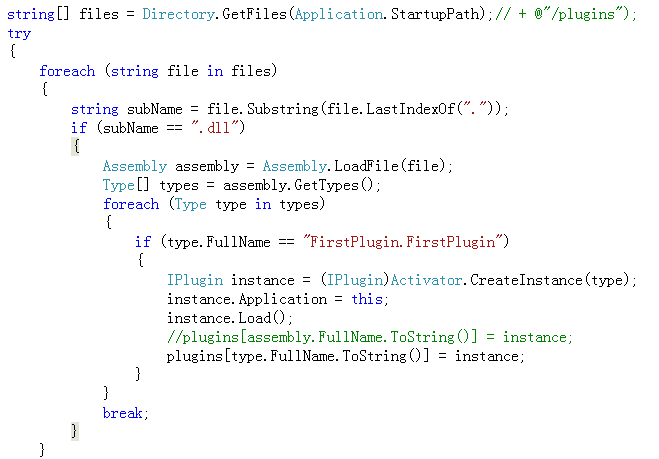 string[] files = Directory.GetFiles(Application.StartupPath);// + @"/plugins");
try
{
    foreach (string file in files)
    {
        string subName = file.Substring(file.LastIndexOf("."));
        if (subName == ".dll")
        {
            Assembly assembly = Assembly.LoadFile(file);
            Type[] types = assembly.GetTypes();
            foreach (Type type in types)
            {
                if (type.FullName == "FirstPlugin.FirstPlugin")
                {
                    IPlugin instance = (IPlugin)Activator.CreateInstance(type);
                    instance.Application = this;
                    instance.Load();
                    //plugins[assembly.FullName.ToString()] = instance;
                    plugins[type.FullName.ToString()] = instance;
                }
            }
            break;
        }
    }